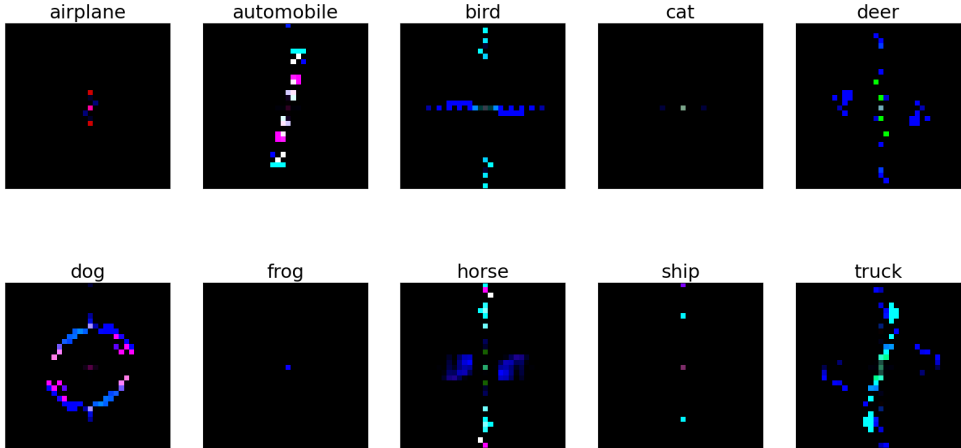 airplane automobile bird cat deer
dog frog horse ship truck